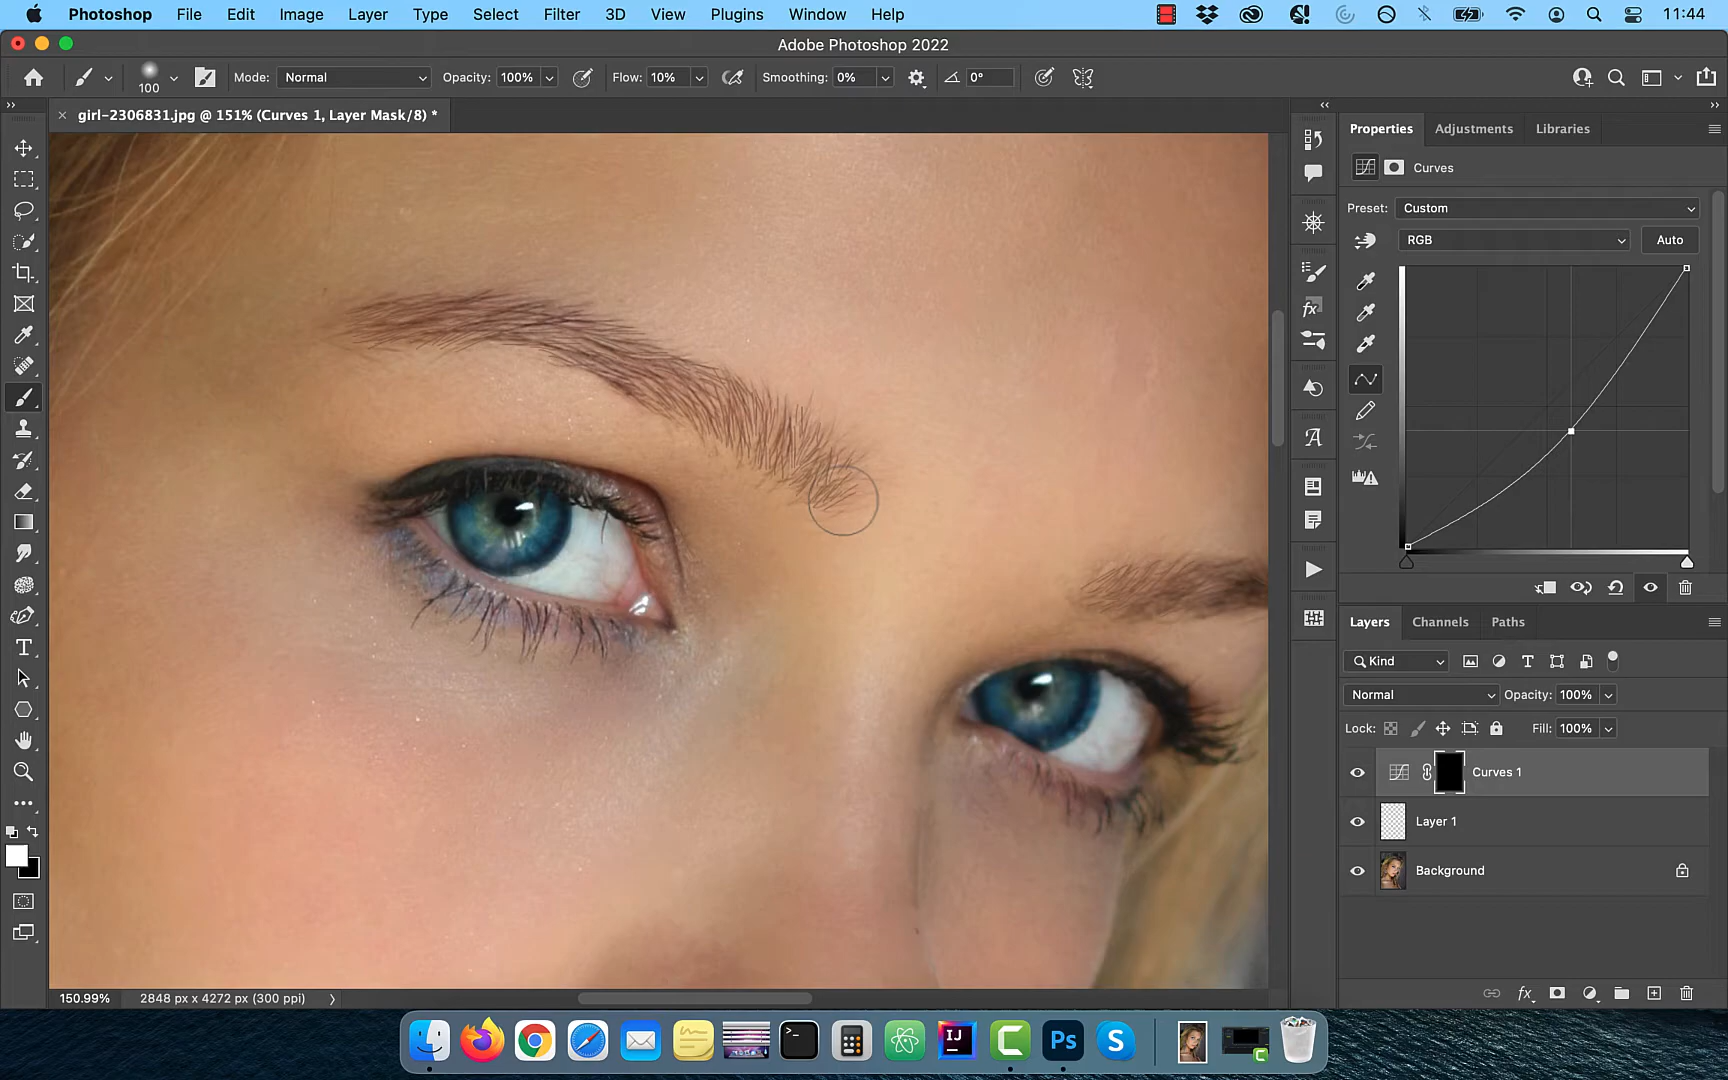 Photoshop File Edit Image Layer Type Select Filter 3D View Plugins Window Help 11:44
Adobe Photoshop 2022
100 Mode: Normal Opacity: 100% Flow: 10% Smoothing: 0% 0°
girl-2306831.jpg @ 151% (Curves 1, Layer Mask/8) *
Properties Adjustments Libraries
Curves
Preset: Custom
RGB Auto
Layers Channels Paths
Kind
Normal Opacity: 100%
Lock: Fill: 100%
Curves 1
Layer 1
Background
fx
150.99% 2848 px x 4272 px (300 ppi)
IJ
C
Ps
S